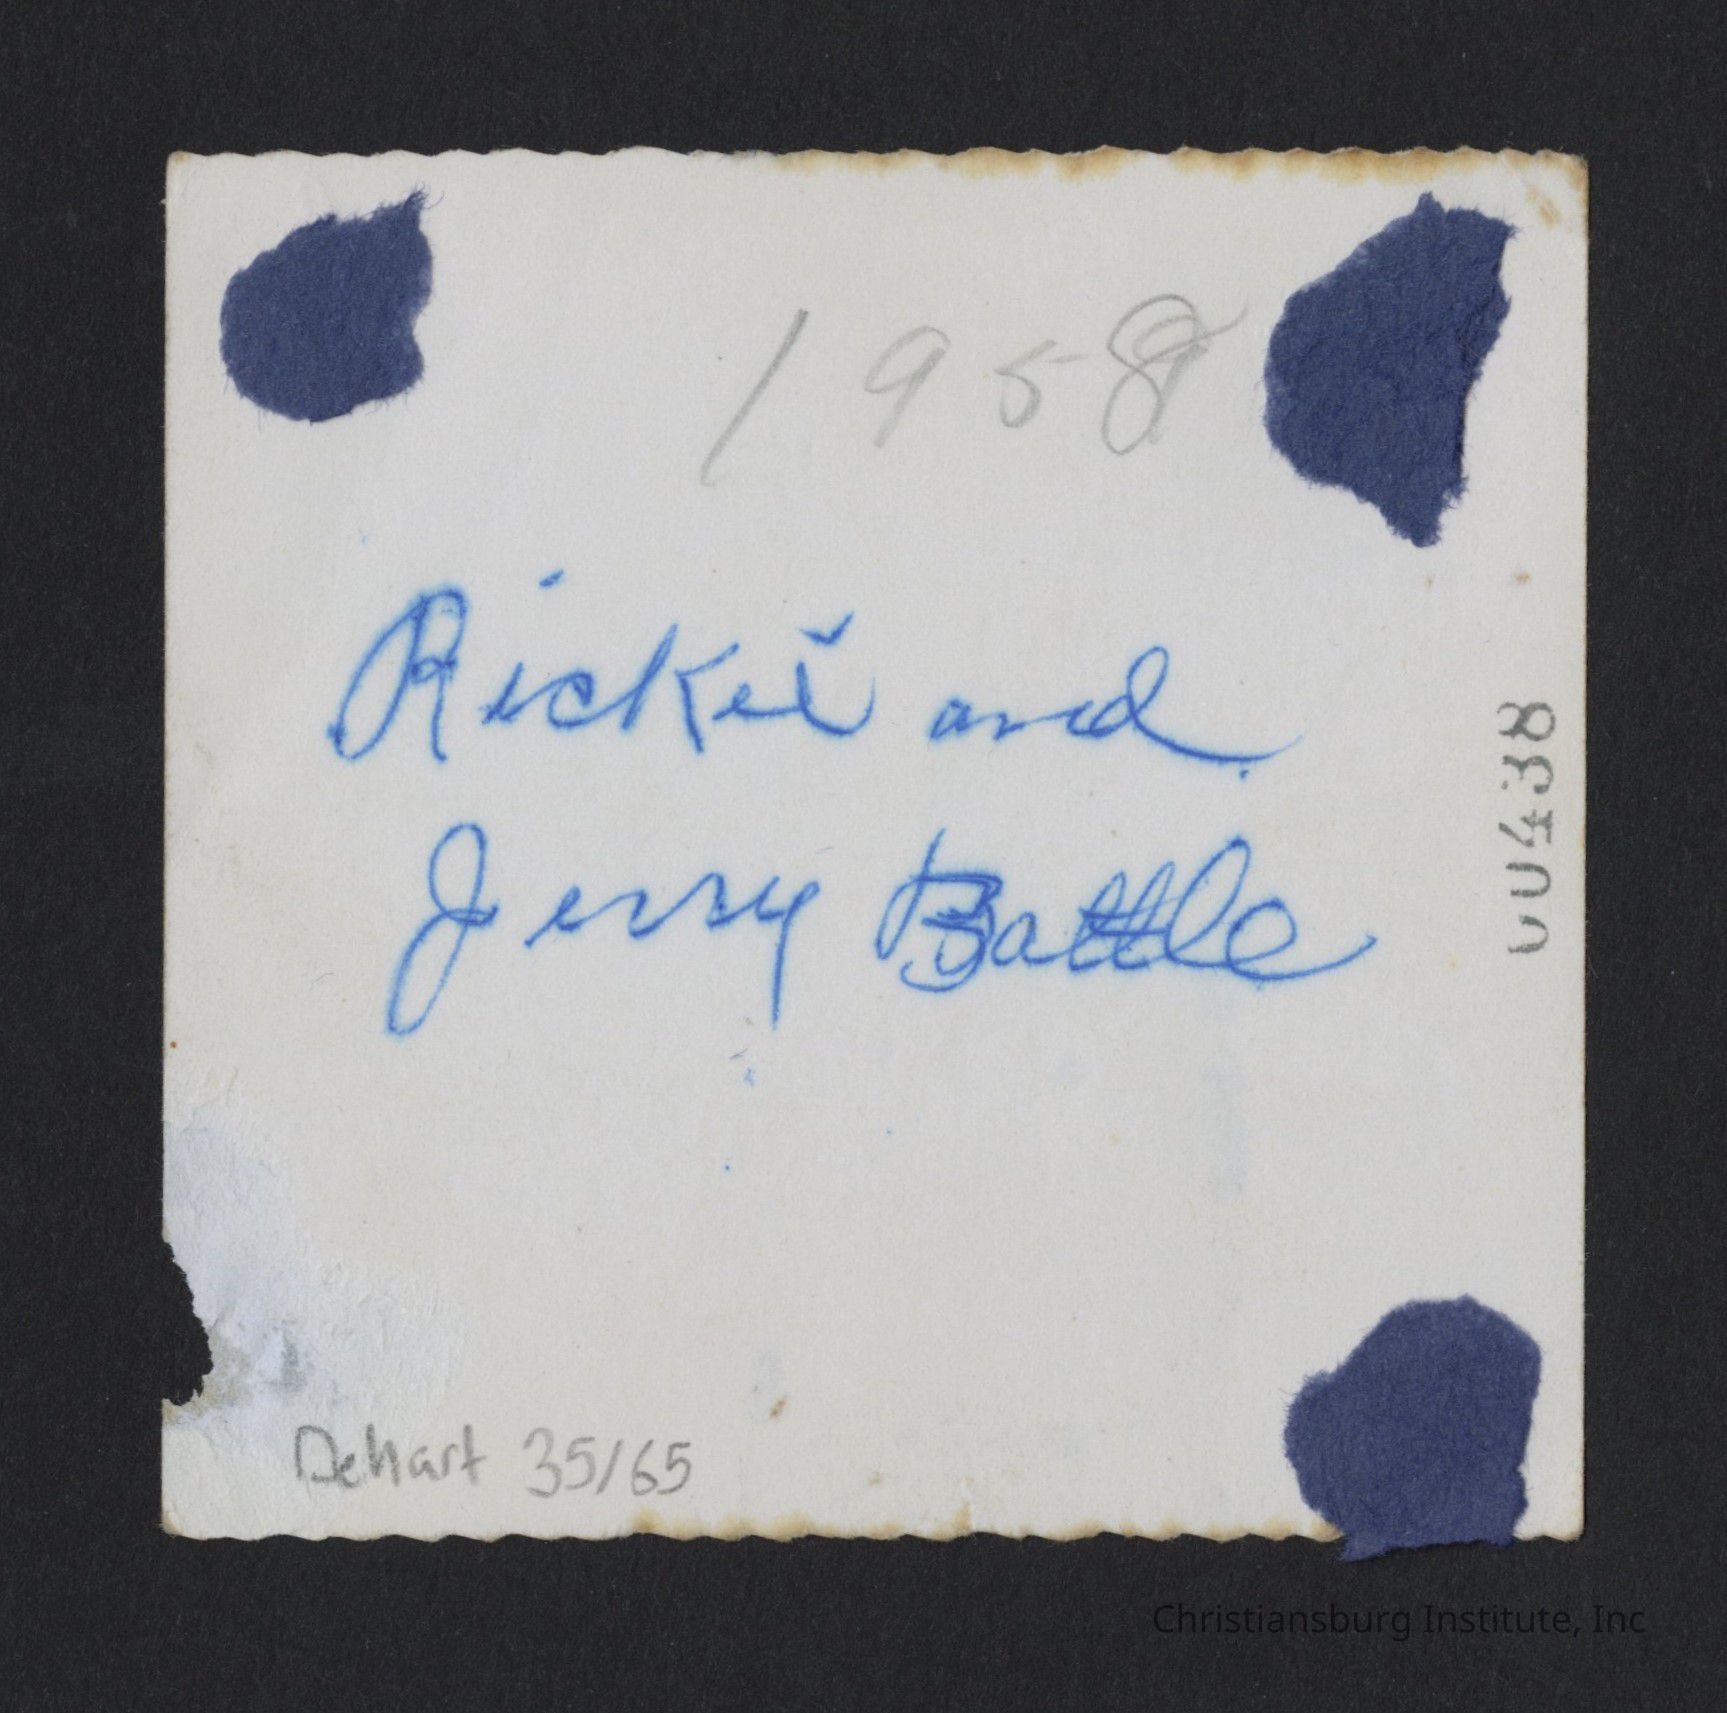 1958
Rickie and
Jerry Battle
00438
DeHart 35/65
Christiansburg Institute, Inc